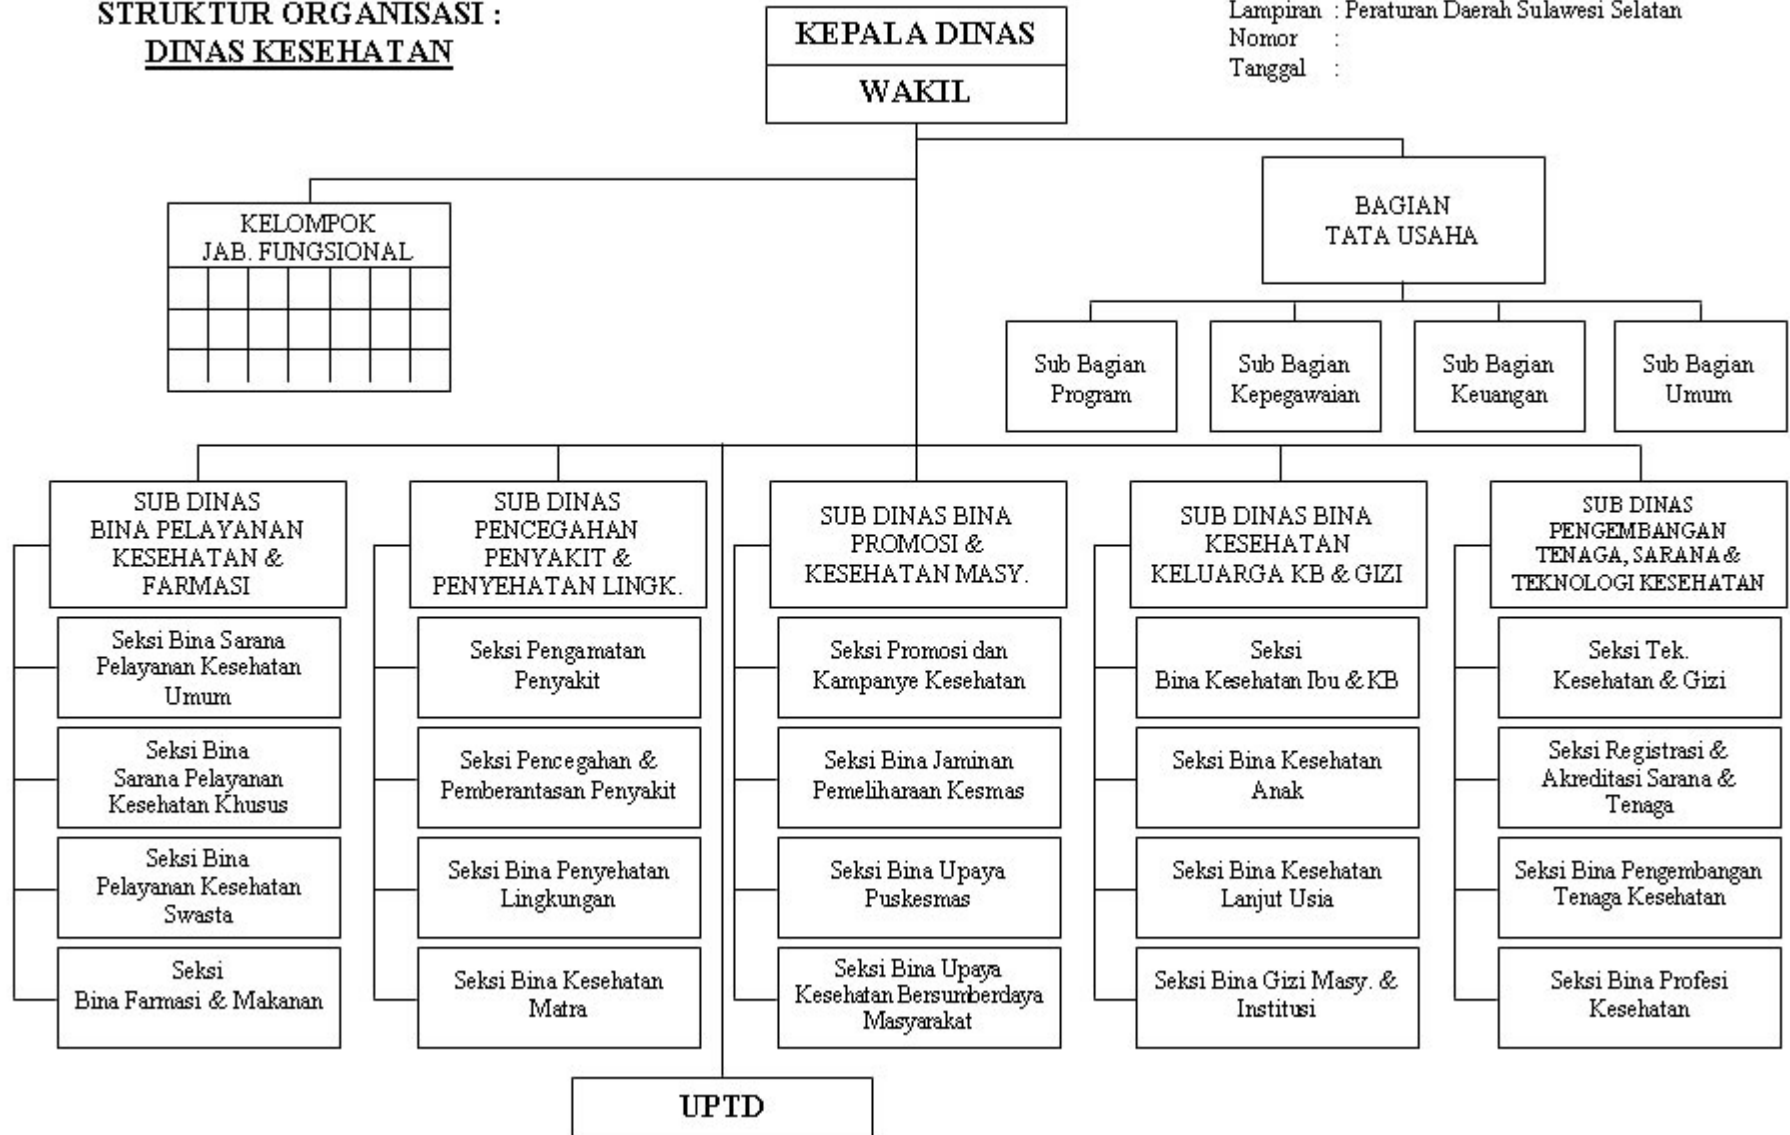 STRUKTUR ORGANISASI :
DINAS KESEHATAN
KEPALA DINAS
WAKIL
Lampiran : Peraturan Daerah Sulawesi Selatan
Nomor :
Tanggal :
KELOMPOK
JAB. FUNGSIONAL
BAGIAN
TATA USAHA
Sub Bagian
Program
Sub Bagian
Kepegawaian
Sub Bagian
Keuangan
Sub Bagian
Umum
SUB DINAS
BINA PELAYANAN
KESEHATAN &
FARMASI
Seksi Bina Sarana
Pelayanan Kesehatan
Umum
Seksi Bina
Sarana Pelayanan
Kesehatan Khusus
Seksi Bina
Pelayanan Kesehatan
Swasta
Seksi
Bina Farmasi & Makanan
SUB DINAS
PENCEGAHAN
PENYAKIT &
PENYEHATAN LINGK.
Seksi Pengamatan
Penyakit
Seksi Pencegahan &
Pemberantasan Penyakit
Seksi Bina Penyehatan
Lingkungan
Seksi Bina Kesehatan
Matra
SUB DINAS BINA
PROMOSI &
KESEHATAN MASY.
Seksi Promosi dan
Kampanye Kesehatan
Seksi Bina Jaminan
Pemeliharaan Kesmas
Seksi Bina Upaya
Puskesmas
Seksi Bina Upaya
Kesehatan Bersumberdaya
Masyarakat
SUB DINAS BINA
KESEHATAN
KELUARGA KB & GIZI
Seksi
Bina Kesehatan Ibu & KB
Seksi Bina Kesehatan
Anak
Seksi Bina Kesehatan
Lanjut Usia
Seksi Bina Gizi Masy. &
Institusi
SUB DINAS
PENGEMBANGAN
TENAGA, SARANA &
TEKNOLOGI KESEHATAN
Seksi Tek.
Kesehatan & Gizi
Seksi Registrasi &
Akreditasi Sarana &
Tenaga
Seksi Bina Pengembangan
Tenaga Kesehatan
Seksi Bina Profesi
Kesehatan
UPTD